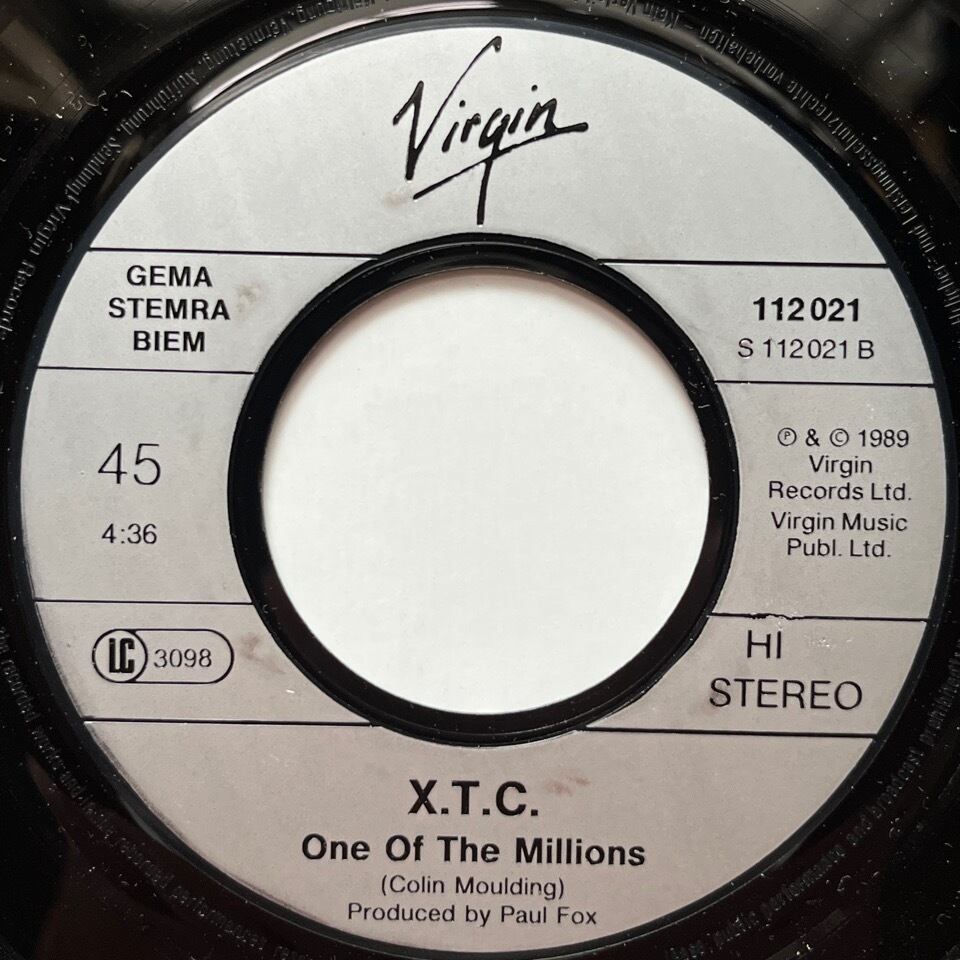 Virgin
GEMA
STEMRA
BIEM
112 021
S 112 021 B
45
4:36
℗ & © 1989
Virgin
Records Ltd.
Virgin Music
Publ. Ltd.
LC 3098
HI
STEREO
X.T.C.
One Of The Millions
(Colin Moulding)
Produced by Paul Fox